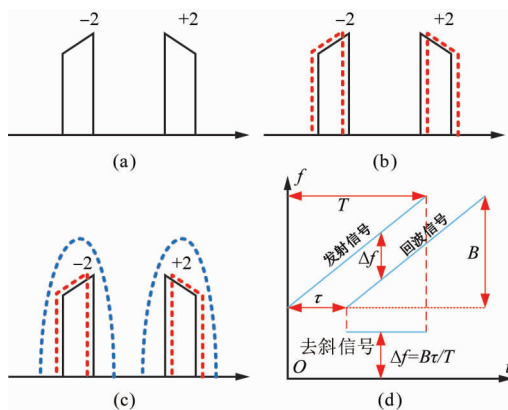 -2 +2
(a)
-2 +2
(b)
-2 +2
(c)
f
T
发射信号
回波信号
Δf
B
τ
去斜信号
Δf=Bτ/T
O
(d)